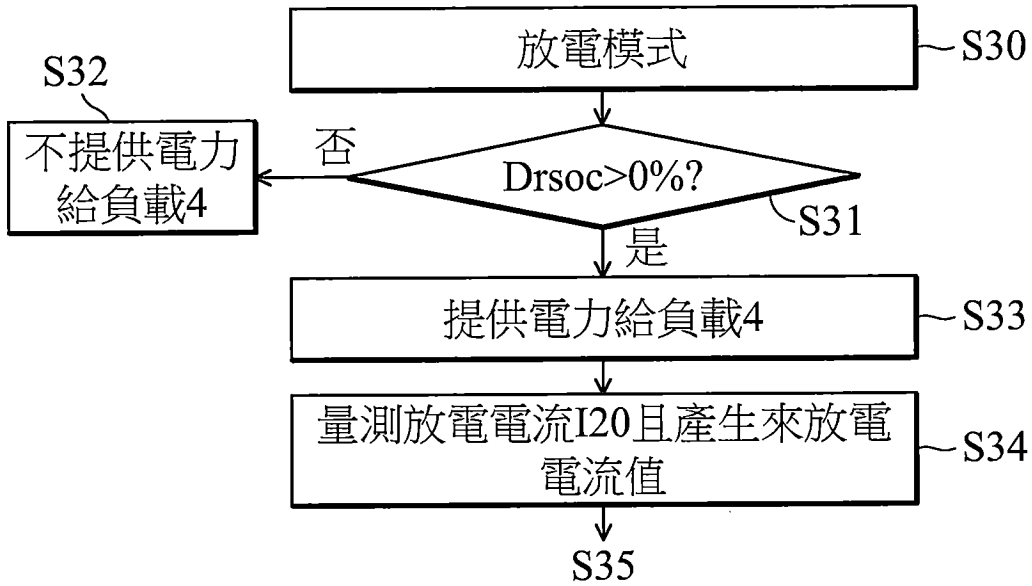 放電模式
S30
S32
不提供電力
給負載4
否
Drsoc>0%?
S31
是
提供電力給負載4
S33
量測放電電流I20且產生來放電
電流值
S34
S35